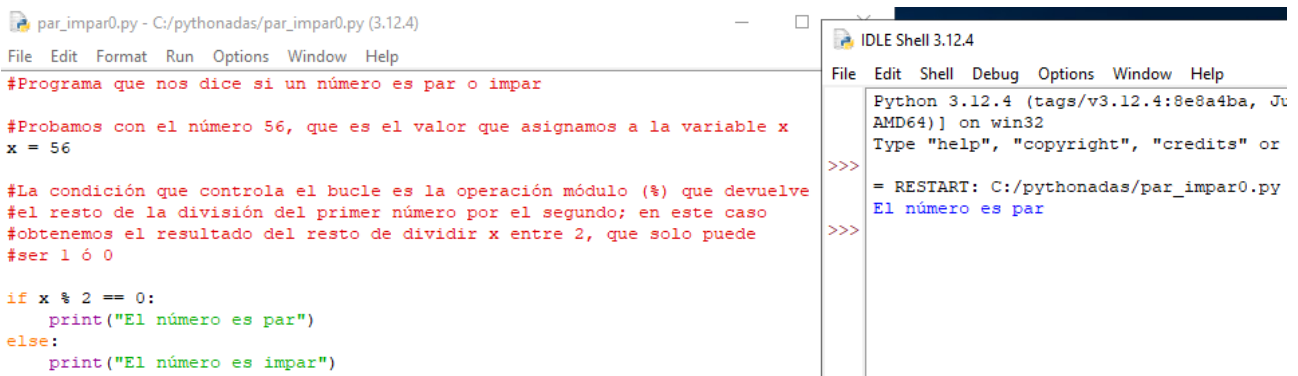 par_impar0.py - C:/pythonadas/par_impar0.py (3.12.4)
File Edit Format Run Options Window Help
#Programa que nos dice si un número es par o impar
#Probamos con el número 56, que es el valor que asignamos a la variable x
x = 56
#La condición que controla el bucle es la operación módulo (%) que devuelve
#el resto de la división del primer número por el segundo; en este caso
#obtenemos el resultado del resto de dividir x entre 2, que solo puede
#ser 1 ó 0
if x % 2 == 0:
    print("El número es par")
else:
    print("El número es impar")
IDLE Shell 3.12.4
File Edit Shell Debug Options Window Help
Python 3.12.4 (tags/v3.12.4:8e8a4ba, Ju
AMD64)] on win32
Type "help", "copyright", "credits" or
>>>
= RESTART: C:/pythonadas/par_impar0.py
El número es par
>>>